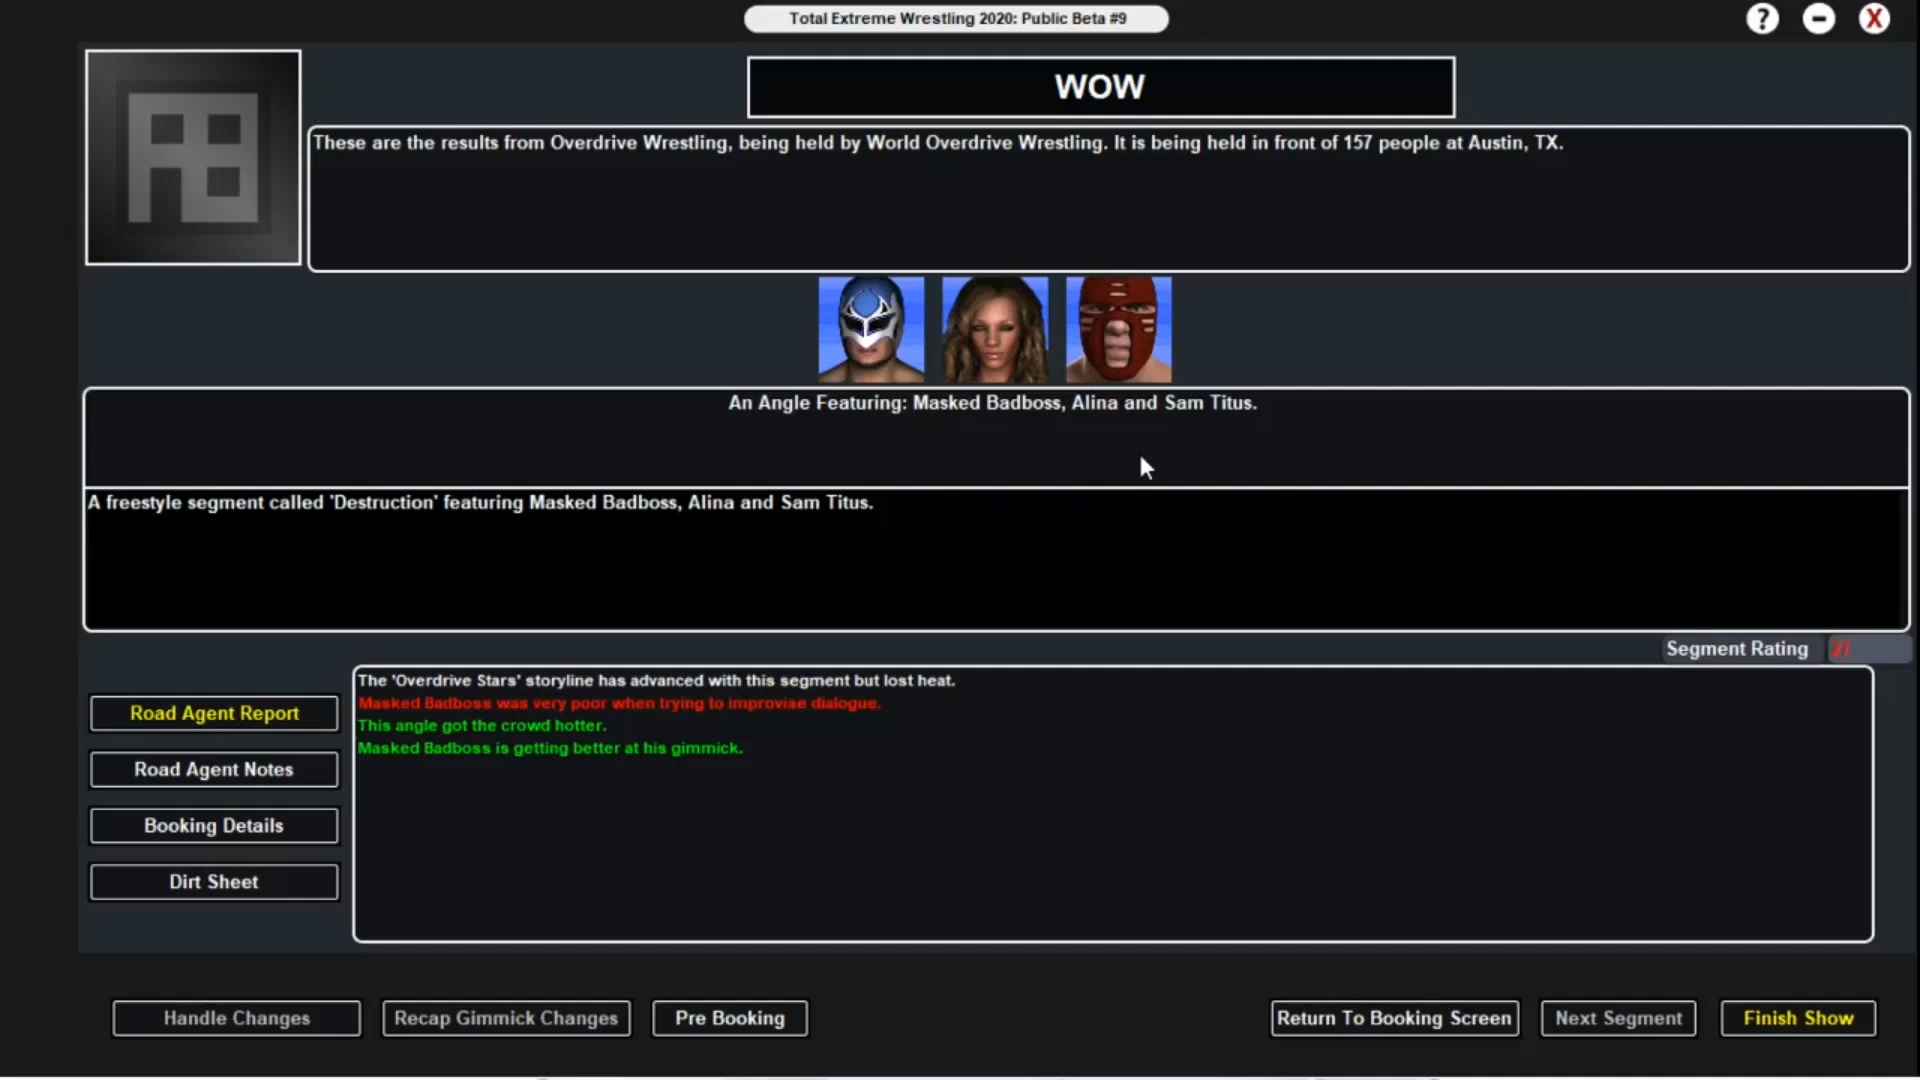 Total Extreme Wrestling 2020: Public Beta #9
?
X
WOW
These are the results from Overdrive Wrestling, being held by World Overdrive Wrestling. It is being held in front of 157 people at Austin, TX.
An Angle Featuring: Masked Badboss, Alina and Sam Titus.
A freestyle segment called 'Destruction' featuring Masked Badboss, Alina and Sam Titus.
Segment Rating
The 'Overdrive Stars' storyline has advanced with this segment but lost heat.
Masked Badboss was very poor when trying to improvise dialogue.
This angle got the crowd hotter.
Masked Badboss is getting better at his gimmick.
Road Agent Report
Road Agent Notes
Booking Details
Dirt Sheet
Handle Changes
Recap Gimmick Changes
Pre Booking
Return To Booking Screen
Next Segment
Finish Show